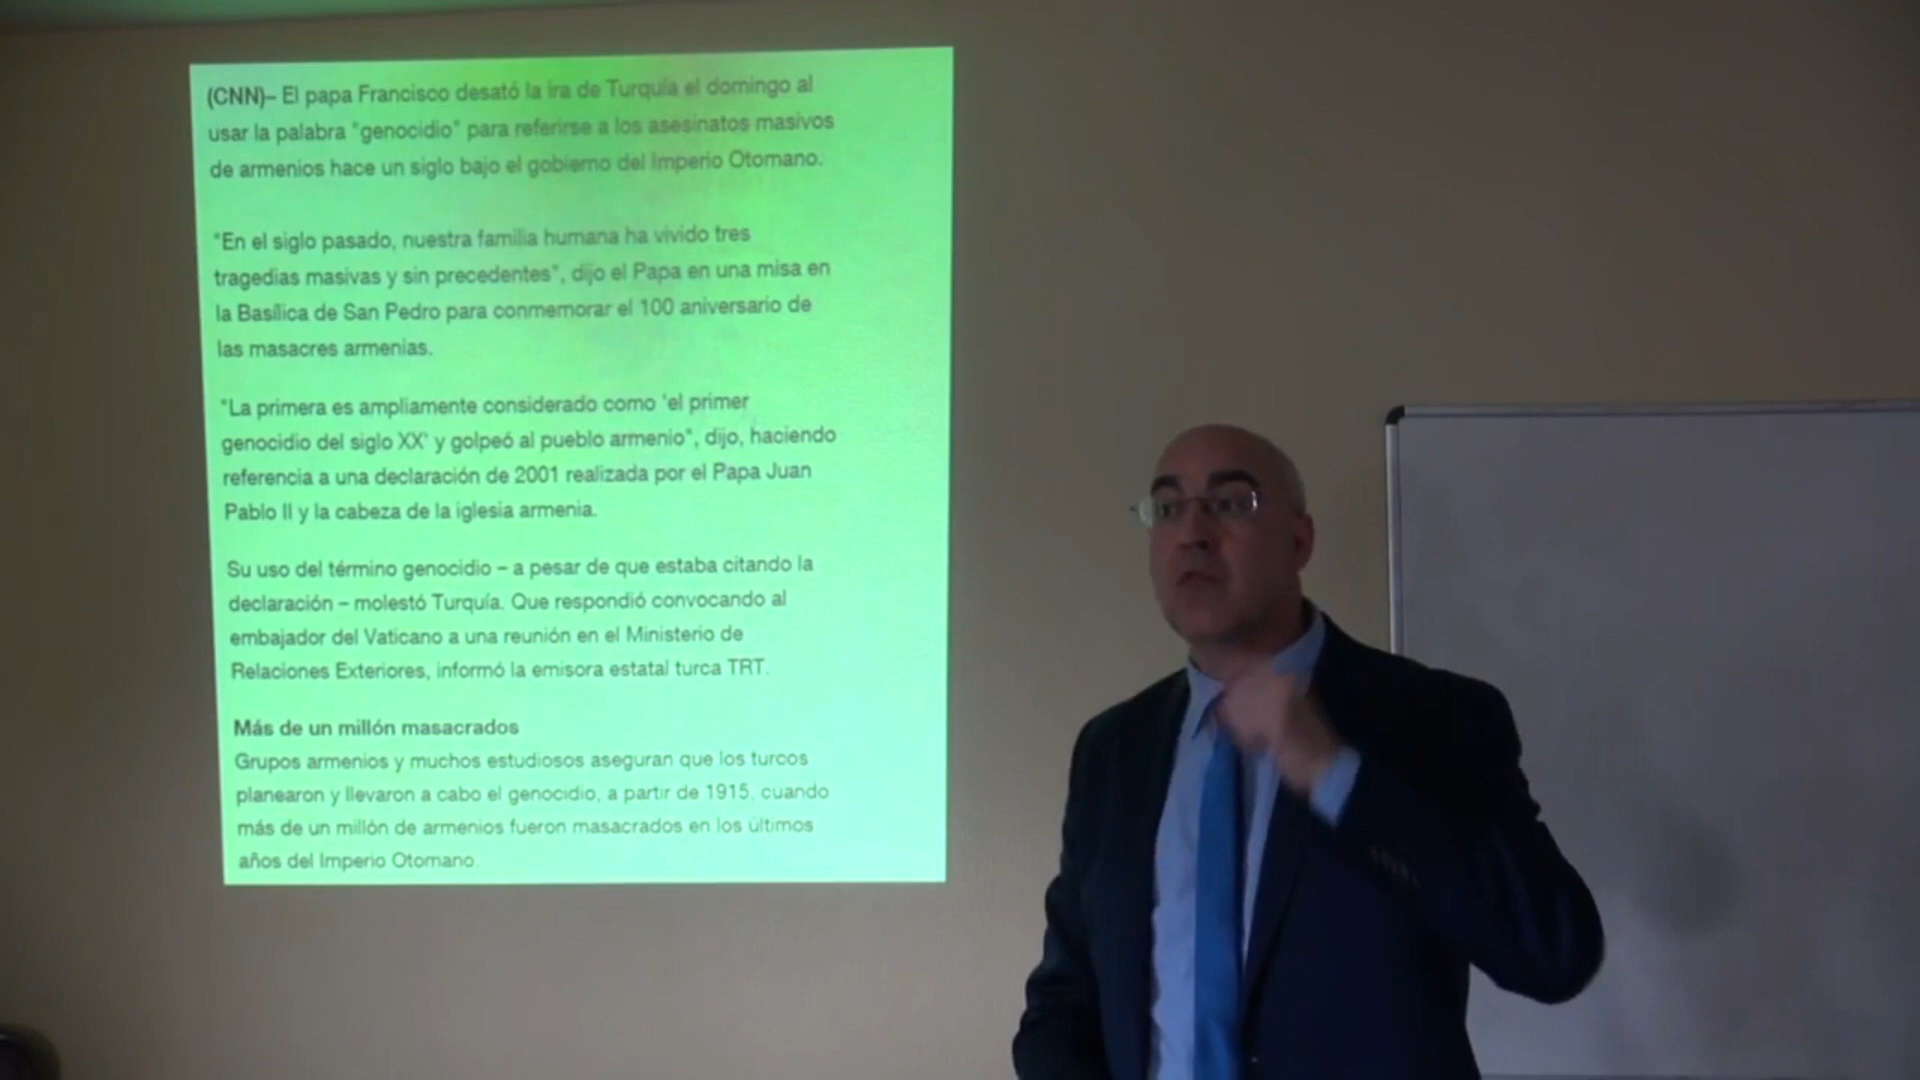 (CNN)– El papa Francisco desató la ira de Turquía el domingo al
usar la palabra "genocidio" para referirse a los asesinatos masivos
de armenios hace un siglo bajo el gobierno del Imperio Otomano.
"En el siglo pasado, nuestra familia humana ha vivido tres
tragedias masivas y sin precedentes", dijo el Papa en una misa en
la Basílica de San Pedro para conmemorar el 100 aniversario de
las masacres armenias.
"La primera es ampliamente considerado como 'el primer
genocidio del siglo XX' y golpeó al pueblo armenio", dijo, haciendo
referencia a una declaración de 2001 realizada por el Papa Juan
Pablo II y la cabeza de la iglesia armenia.
Su uso del término genocidio – a pesar de que estaba citando la
declaración – molestó Turquía. Que respondió convocando al
embajador del Vaticano a una reunión en el Ministerio de
Relaciones Exteriores, informó la emisora estatal turca TRT.
Más de un millón masacrados
Grupos armenios y muchos estudiosos aseguran que los turcos
planearon y llevaron a cabo el genocidio, a partir de 1915, cuando
más de un millón de armenios fueron masacrados en los últimos
años del Imperio Otomano.